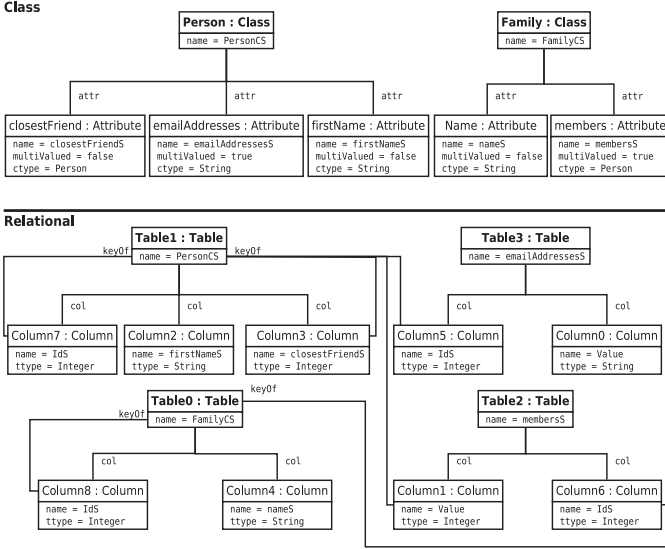 Class
Person : Class
name = PersonCS
Family : Class
name = FamilyCS
attr
attr
attr
attr
attr
closestFriend : Attribute
name = closestFriendS
multiValued = false
ctype = Person
emailAddresses : Attribute
name = emailAddressesS
multiValued = true
ctype = String
firstName : Attribute
name = firstNameS
multiValued = false
ctype = String
Name : Attribute
name = nameS
multiValued = false
ctype = String
members : Attribute
name = membersS
multiValued = true
ctype = Person
Relational
Table1 : Table
name = PersonCS
keyOf
keyOf
Table3 : Table
name = emailAddressesS
col
col
col
col
col
Column7 : Column
name = IdS
ttype = Integer
Column2 : Column
name = firstNameS
ttype = String
Column3 : Column
name = closestFriendS
ttype = Integer
Column5 : Column
name = IdS
ttype = Integer
Column0 : Column
name = Value
ttype = String
Table0 : Table
name = FamilyCS
keyOf
keyOf
Table2 : Table
name = membersS
col
col
col
col
Column8 : Column
name = IdS
ttype = Integer
Column4 : Column
name = nameS
ttype = String
Column1 : Column
name = Value
ttype = Integer
Column6 : Column
name = IdS
ttype = Integer